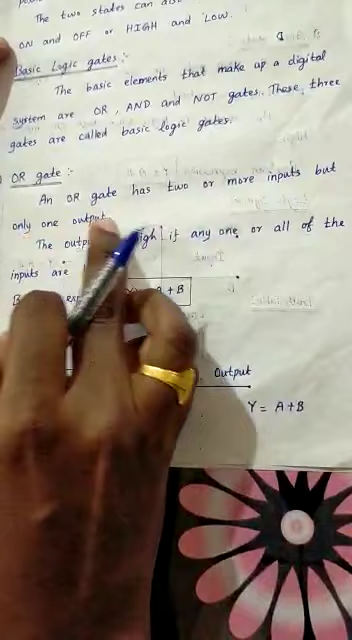 The two states can
ON and OFF or HIGH and LOW.
Basic Logic gates :-
The basic elements that make up a digital
system are OR, AND and NOT gates. These three
gates are called basic logic gates.
OR gate :-
An OR gate has two or more inputs but
only one output.
The outp igh if any one or all of the
inputs are
A + B
Output
Y = A+B